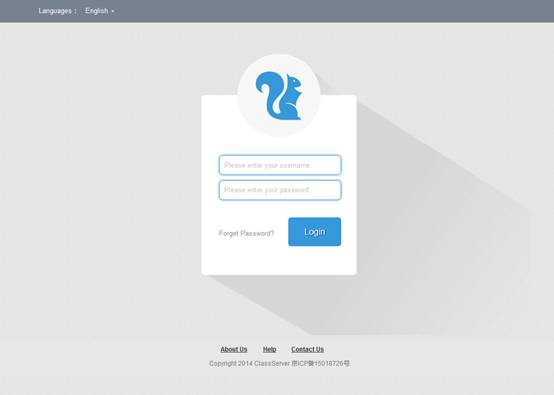 Languages： English
Please enter your username
Please enter your password
Forget Password? Login
About Us Help Contact Us
Copyright 2014 ClassServer 京ICP备15018726号